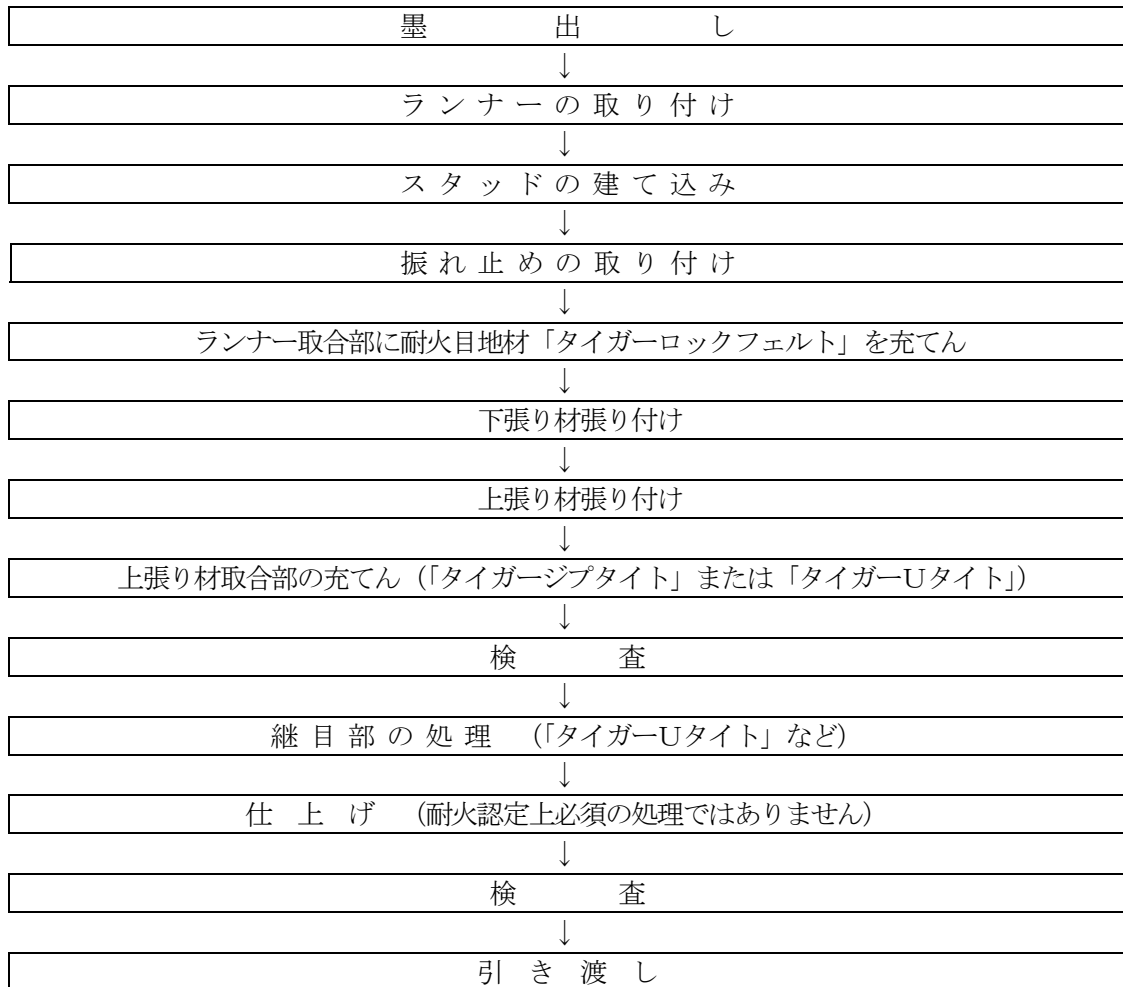 墨出し
↓
ランナーの取り付け
↓
スタッドの建て込み
↓
振れ止めの取り付け
↓
ランナー取合部に耐火目地材「タイガーロックフェルト」を充てん
↓
下張り材張り付け
↓
上張り材張り付け
↓
上張り材取合部の充てん（「タイガージプタイト」または「タイガーＵタイト」）
↓
検査
↓
継目部の処理　（「タイガーUタイト」など）
↓
仕上げ　（耐火認定上必須の処理ではありません）
↓
検査
↓
引き渡し